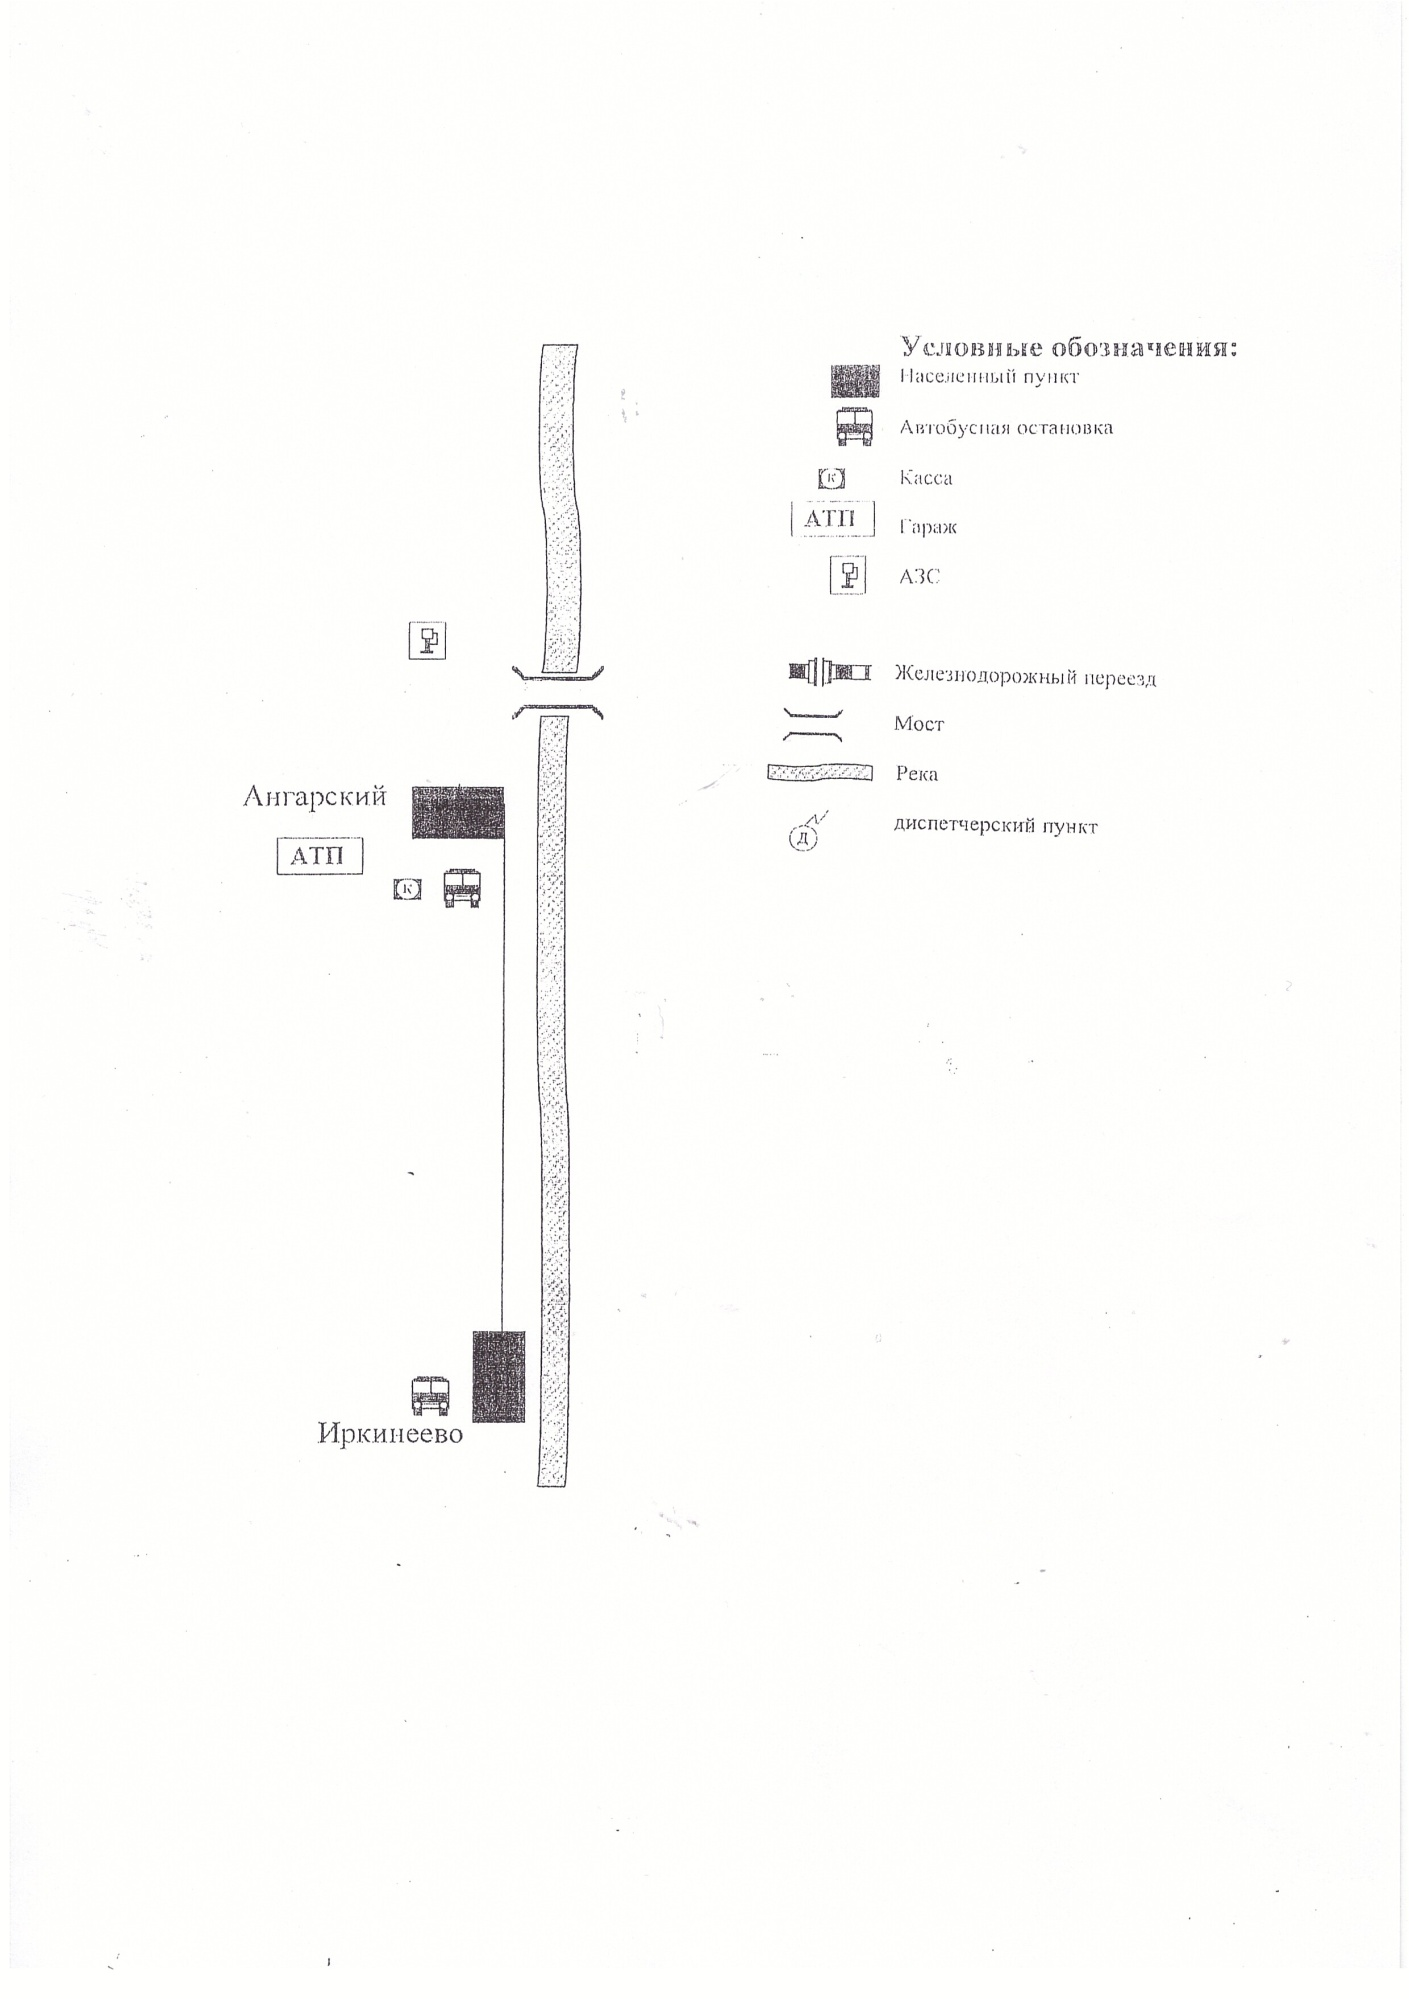 Условные обозначения:
Населенный пункт
Автобусная остановка
К
Касса
АТП
Гараж
АЗС
Железнодорожный переезд
Мост
Ангарский
Река
АТП
Д
диспетчерский пункт
К
Иркинеево